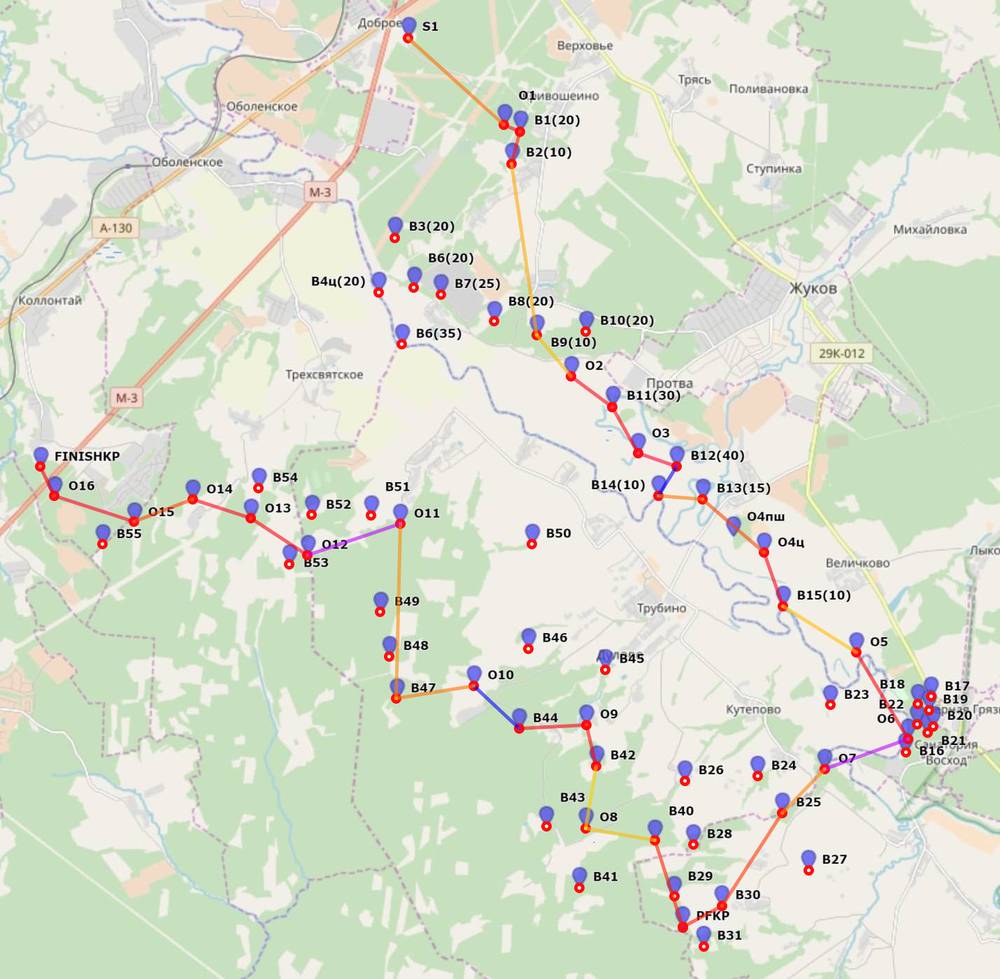 Доброе
S1
Верховье
O1
Кривошеино
B1(20)
Трясь
Поливановка
Оболенское
B2(10)
Оболенское
Ступинка
М-3
А-130
B3(20)
Михайловка
B6(20)
B4ц(20)
B7(25)
Коллонтай
B8(20)
Жуков
B10(20)
B6(35)
B9(10)
29К-012
O2
Трехсвятское
Протва
М-3
B11(30)
O3
FINISHKP
B12(40)
B54
O16
B51
B14(10)
B13(15)
O14
B52
O15
O13
O11
O4пш
B55
B50
O4ц
O12
B53
Величково
B15(10)
B49
Трубино
B46
O5
B48
B45
O10
B18
B17
B47
B23
B19
B22
Кутепово
O9
O6
B20
B44
B21
Санатория
B16
Восход
B42
O7
B24
B26
B43
B25
B40
O8
B28
B27
B41
B29
B30
PFKP
B31